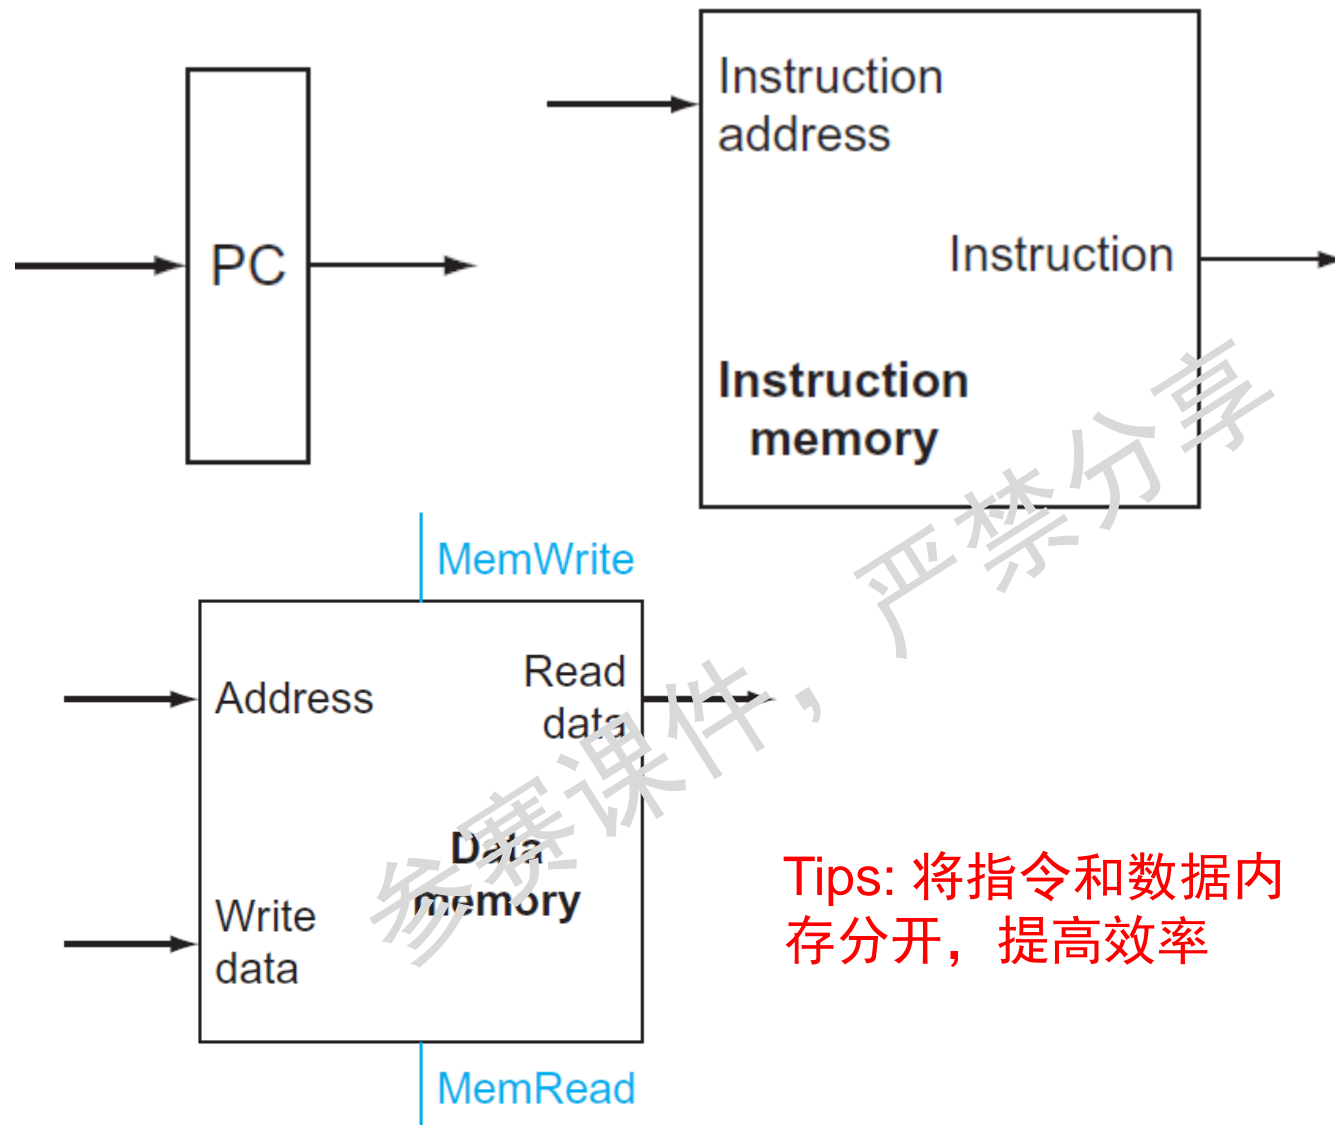 PC
Instruction
address
Instruction
Instruction
memory
MemWrite
Address
Read
data
Data
memory
Write
data
MemRead
Tips: 将指令和数据内
存分开，提高效率
参赛课件，严禁分享